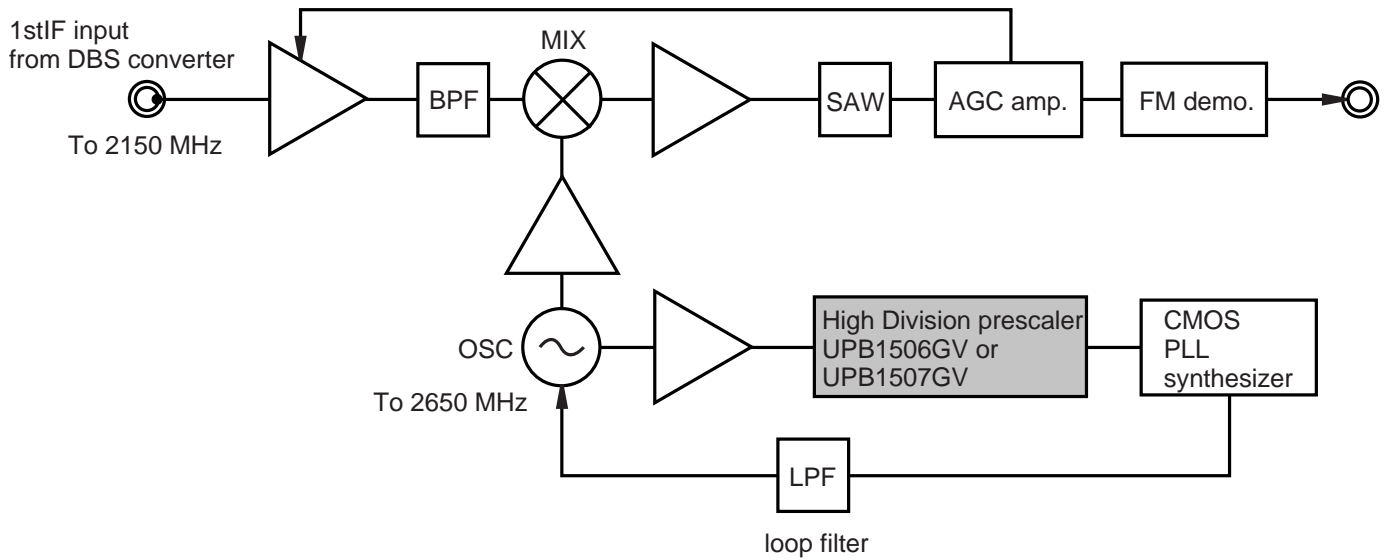 1stIF input
from DBS converter
To 2150 MHz
BPF
MIX
SAW
AGC amp.
FM demo.
OSC
To 2650 MHz
High Division prescaler
UPB1506GV or
UPB1507GV
CMOS
PLL
synthesizer
LPF
loop filter